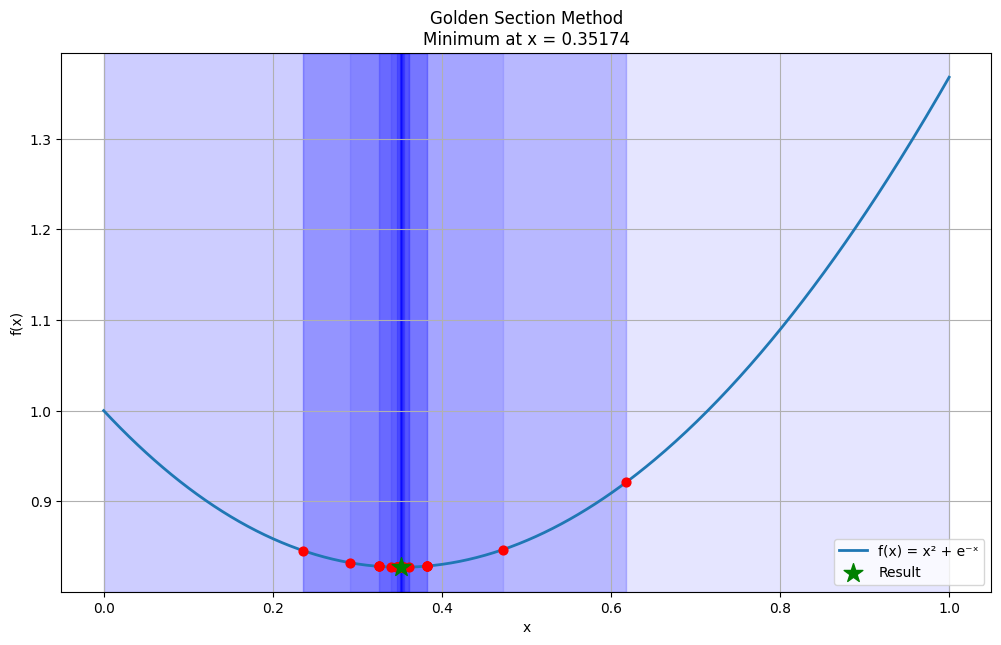 Golden Section Method
Minimum at x = 0.35174
f(x)
1.3
1.2
1.1
1.0
0.9
f(x) = x² + e⁻ˣ
Result
0.0 0.2 0.4 0.6 0.8 1.0
x